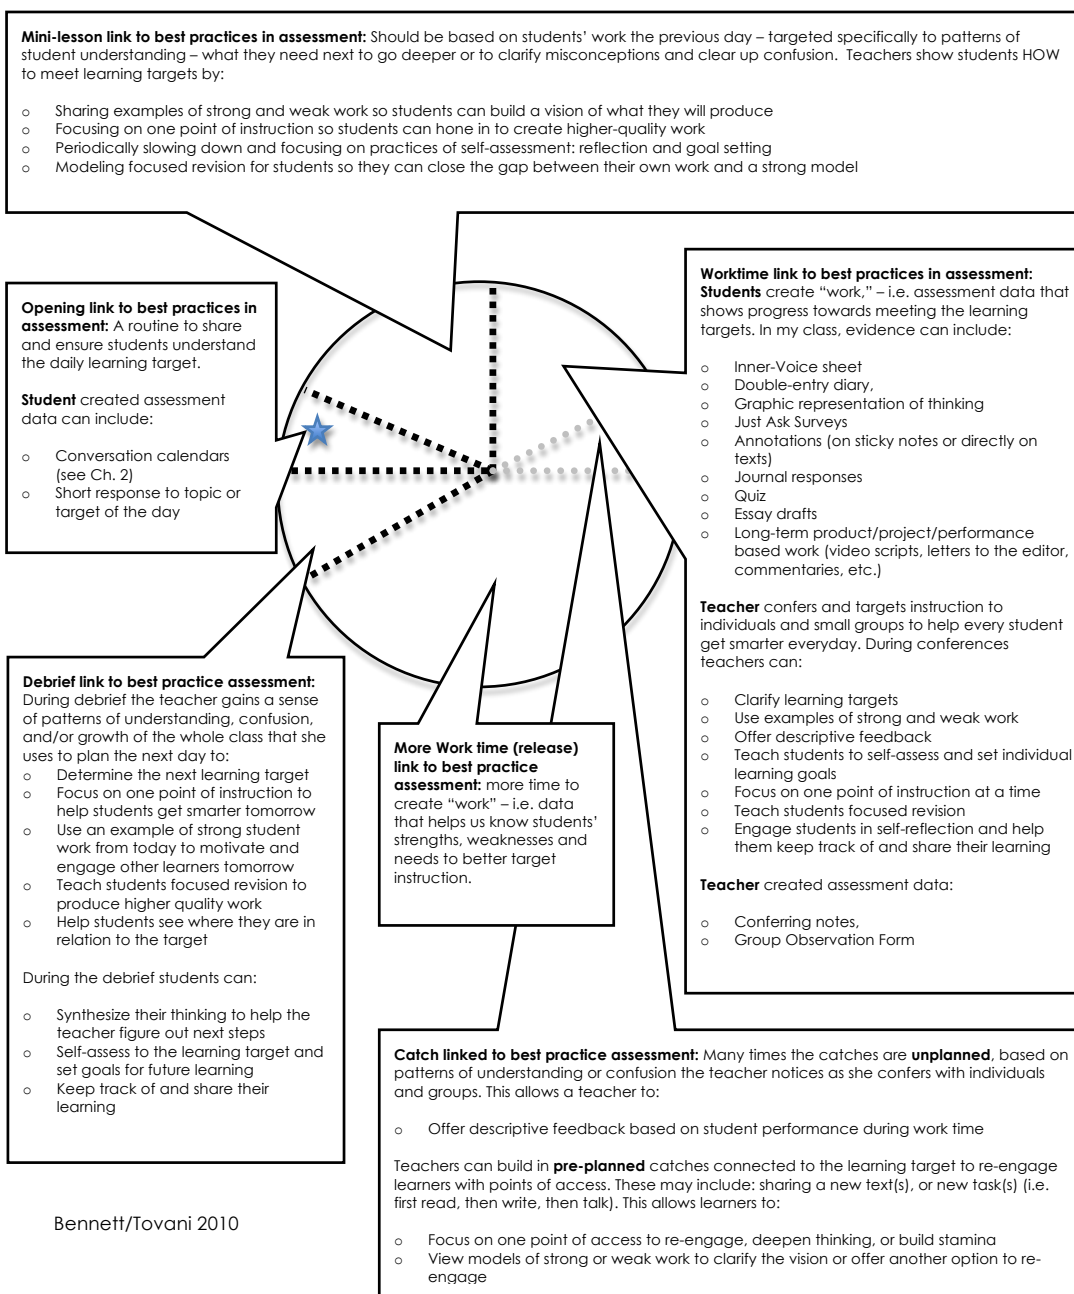 Mini-lesson link to best practices in assessment: Should be based on students’ work the previous day – targeted specifically to patterns of
student understanding – what they need next to go deeper or to clarify misconceptions and clear up confusion. Teachers show students HOW
to meet learning targets by:
o Sharing examples of strong and weak work so students can build a vision of what they will produce
o Focusing on one point of instruction so students can hone in to create higher-quality work
o Periodically slowing down and focusing on practices of self-assessment: reflection and goal setting
o Modeling focused revision for students so they can close the gap between their own work and a strong model
Opening link to best practices in
assessment: A routine to share
and ensure students understand
the daily learning target.
Student created assessment
data can include:
o Conversation calendars
(see Ch. 2)
o Short response to topic or
target of the day
Worktime link to best practices in assessment:
Students create “work,” – i.e. assessment data that
shows progress towards meeting the learning
targets. In my class, evidence can include:
o Inner-Voice sheet
o Double-entry diary,
o Graphic representation of thinking
o Just Ask Surveys
o Annotations (on sticky notes or directly on
texts)
o Journal responses
o Quiz
o Essay drafts
o Long-term product/project/performance
based work (video scripts, letters to the editor,
commentaries, etc.)
Teacher confers and targets instruction to
individuals and small groups to help every student
get smarter everyday. During conferences
teachers can:
o Clarify learning targets
o Use examples of strong and weak work
o Offer descriptive feedback
o Teach students to self-assess and set individual
learning goals
o Focus on one point of instruction at a time
o Teach students focused revision
o Engage students in self-reflection and help
them keep track of and share their learning
Teacher created assessment data:
o Conferring notes,
o Group Observation Form
Debrief link to best practice assessment:
During debrief the teacher gains a sense
of patterns of understanding, confusion,
and/or growth of the whole class that she
uses to plan the next day to:
o Determine the next learning target
o Focus on one point of instruction to
help students get smarter tomorrow
o Use an example of strong student
work from today to motivate and
engage other learners tomorrow
o Teach students focused revision to
produce higher quality work
o Help students see where they are in
relation to the target
During the debrief students can:
o Synthesize their thinking to help the
teacher figure out next steps
o Self-assess to the learning target and
set goals for future learning
o Keep track of and share their
learning
More Work time (release)
link to best practice
assessment: more time to
create “work” – i.e. data
that helps us know students’
strengths, weaknesses and
needs to better target
instruction.
Catch linked to best practice assessment: Many times the catches are unplanned, based on
patterns of understanding or confusion the teacher notices as she confers with individuals
and groups. This allows a teacher to:
o Offer descriptive feedback based on student performance during work time
Teachers can build in pre-planned catches connected to the learning target to re-engage
learners with points of access. These may include: sharing a new text(s), or new task(s) (i.e.
first read, then write, then talk). This allows learners to:
o Focus on one point of access to re-engage, deepen thinking, or build stamina
o View models of strong or weak work to clarify the vision or offer another option to re-
engage
Bennett/Tovani 2010